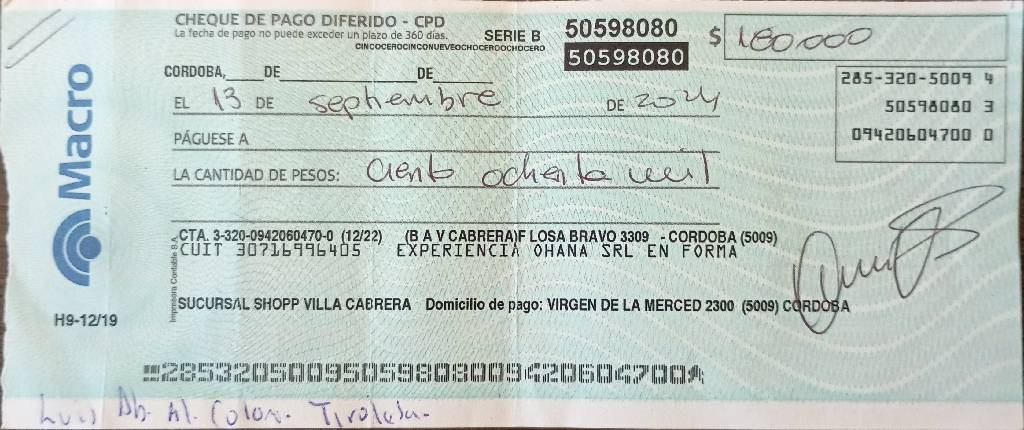 CHEQUE DE PAGO DIFERIDO - CPD
La fecha de pago no puede exceder un plazo de 360 días.
SERIE B
CINCOCEROCINCONUEVEOCHOCEROOCHOCERO
50598080
50598080
$ 180.000
CORDOBA,____DE____________DE____
285-320-5009 4
50598080 3
09420604700 0
EL 13 DE septiembre DE 2024
PÁGUESE A
LA CANTIDAD DE PESOS: ciento ochenta mil
Macro
CTA. 3-320-0942060470-0 (12/22) (B A V CABRERA)F LOSA BRAVO 3309 - CORDOBA (5009)
CUIT 30716996405 EXPERIENCIA OHANA SRL EN FORMA
Impresora Contable S.A.
SUCURSAL SHOPP VILLA CABRERA Domicilio de pago: VIRGEN DE LA MERCED 2300 (5009) CORDOBA
H9-12/19
285320500950598080094206047000
Luis Ab. Al. Colon.